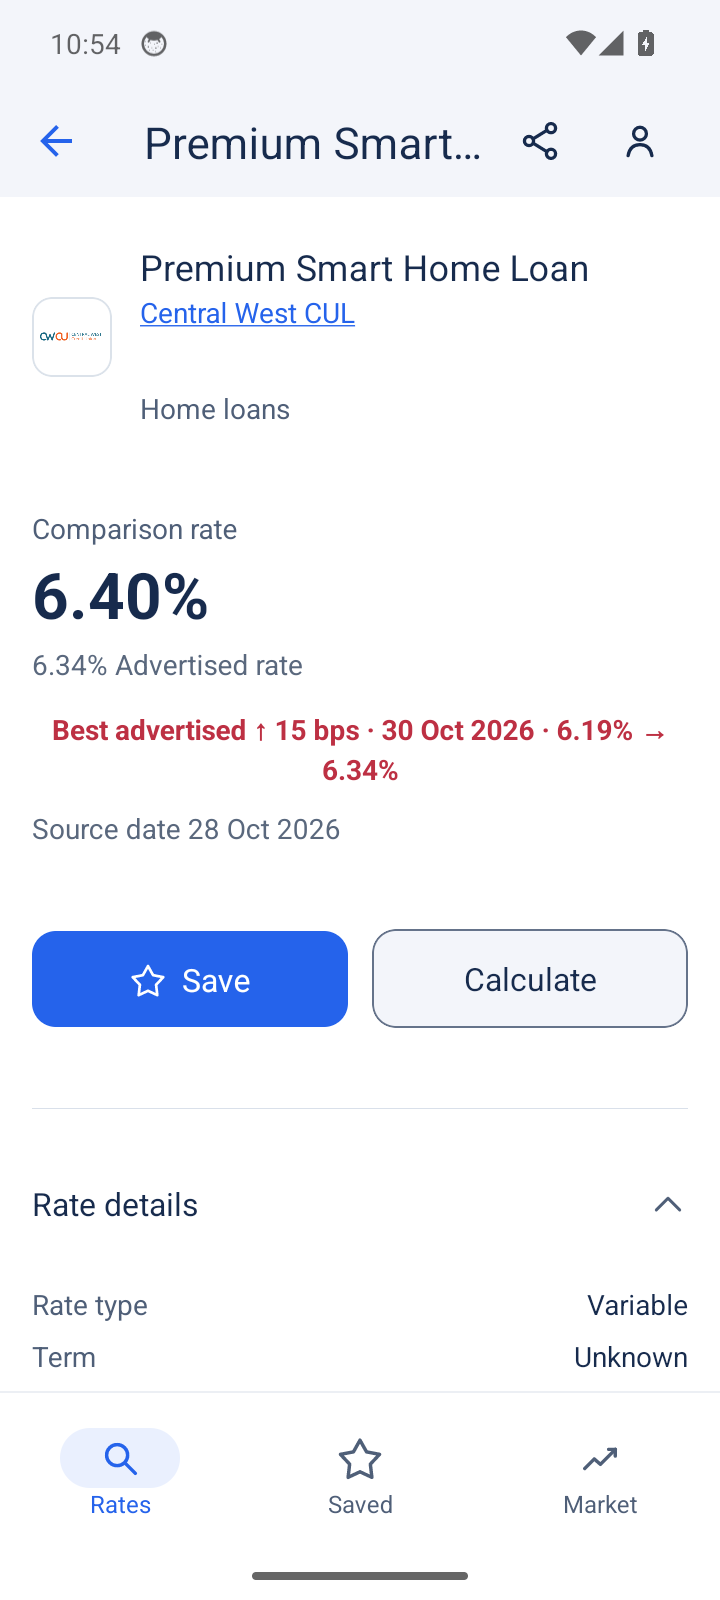 10:54
Premium Smart...
Premium Smart Home Loan
Central West CUL
CWCU
Home loans
Comparison rate
6.40%
6.34% Advertised rate
Best advertised ↑ 15 bps · 30 Oct 2026 · 6.19% →
6.34%
Source date 28 Oct 2026
Save
Calculate
Rate details
Rate type Variable
Term Unknown
Rates Saved Market